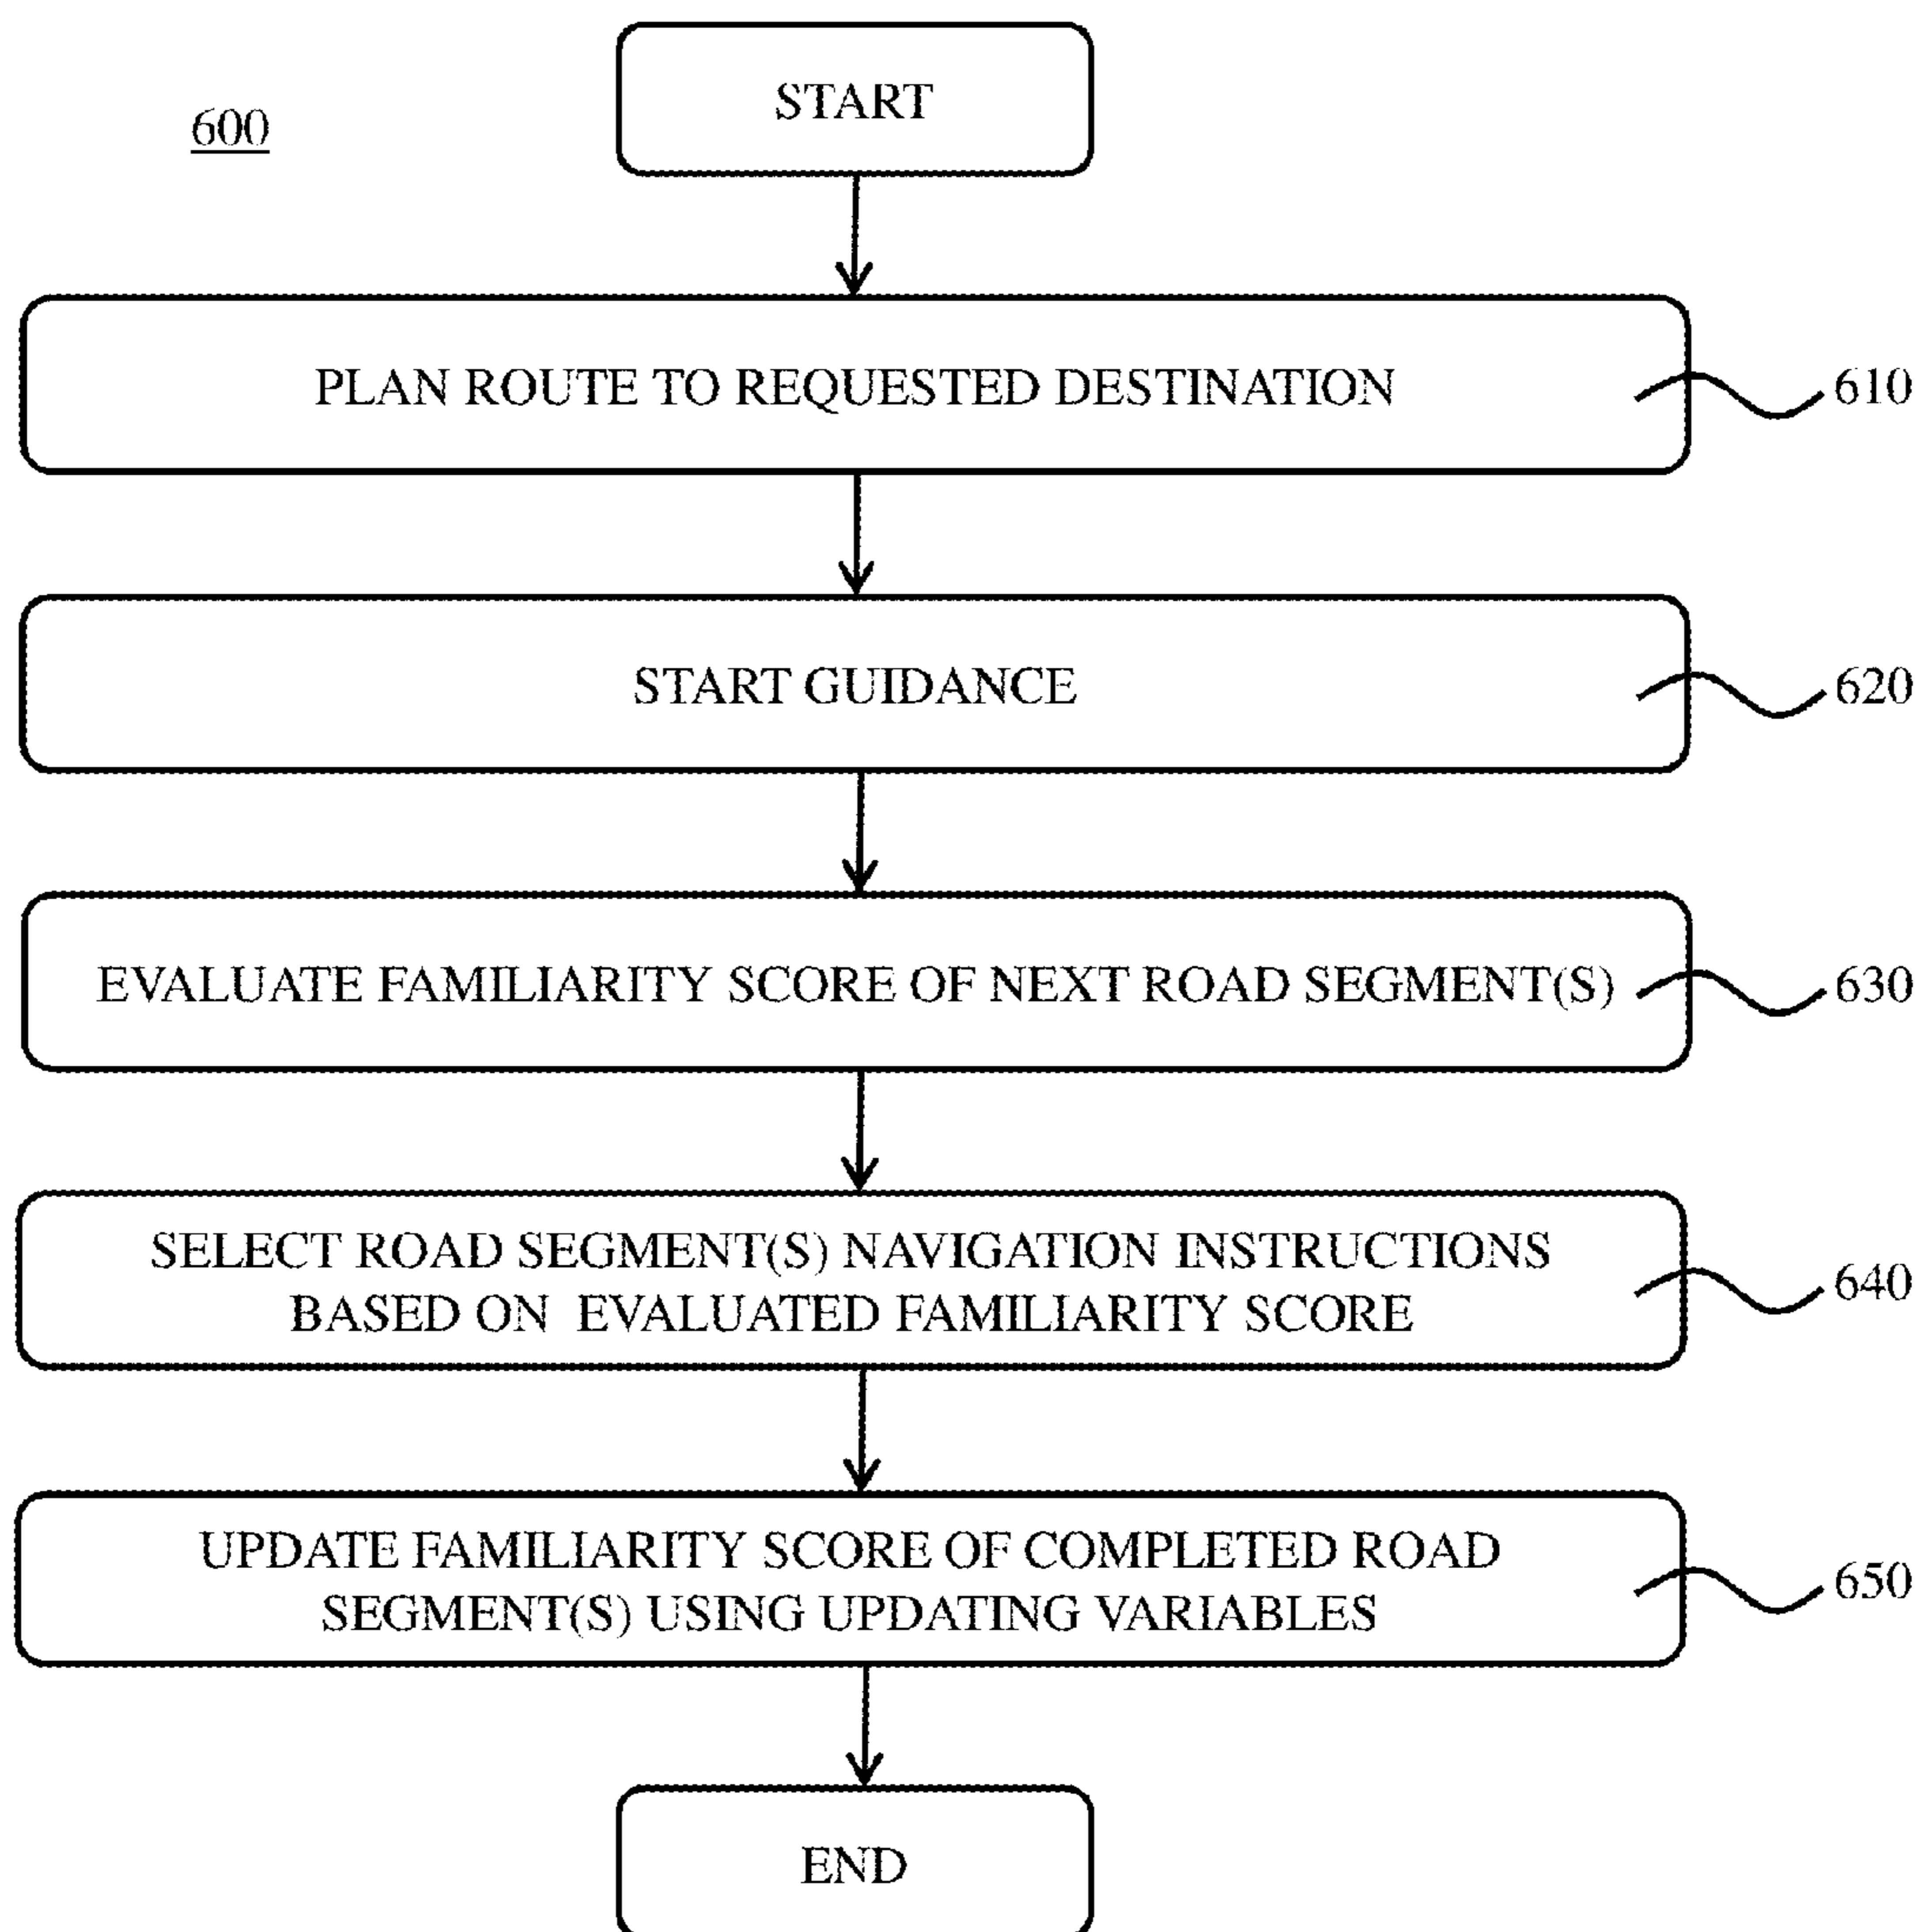 START
600
PLAN ROUTE TO REQUESTED DESTINATION
610
START GUIDANCE
620
EVALUATE FAMILIARITY SCORE OF NEXT ROAD SEGMENT(S)
630
SELECT ROAD SEGMENT(S) NAVIGATION INSTRUCTIONS
BASED ON EVALUATED FAMILIARITY SCORE
640
UPDATE FAMILIARITY SCORE OF COMPLETED ROAD
SEGMENT(S) USING UPDATING VARIABLES
650
END